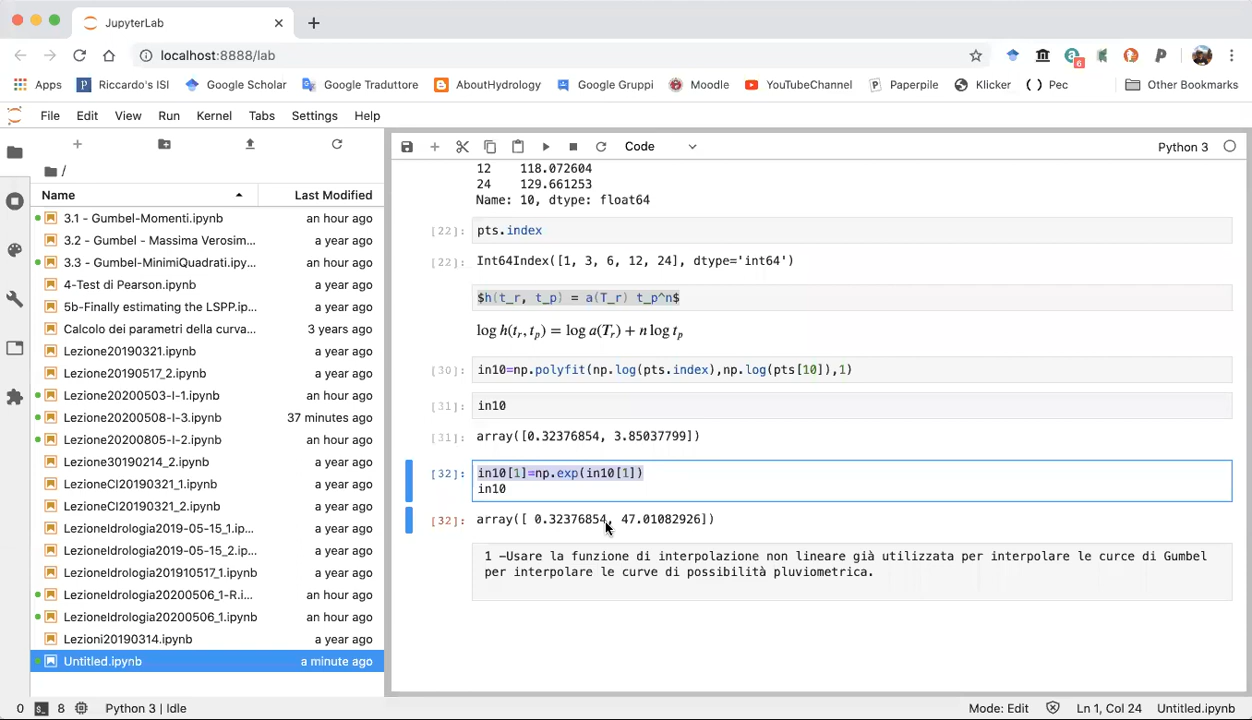 JupyterLab
localhost:8888/lab
6
Apps Riccardo's ISI Google Scholar Google Traduttore AboutHydrology Google Gruppi Moodle YouTubeChannel Paperpile Klicker Pec Other Bookmarks
File Edit View Run Kernel Tabs Settings Help
Code Python 3
/
Name Last Modified
3.1 - Gumbel-Momenti.ipynb an hour ago
3.2 - Gumbel - Massima Verosim... a year ago
3.3 - Gumbel-MinimiQuadrati.ipy... an hour ago
4-Test di Pearson.ipynb a year ago
5b-Finally estimating the LSPP.ip... a year ago
Calcolo dei parametri della curva... 3 years ago
Lezione20190321.ipynb a year ago
Lezione20190517_2.ipynb a year ago
Lezione20200503-I-1.ipynb an hour ago
Lezione20200508-I-3.ipynb 37 minutes ago
Lezione20200805-I-2.ipynb an hour ago
Lezione30190214_2.ipynb a year ago
LezioneCI20190321_1.ipynb a year ago
LezioneCI20190321_2.ipynb a year ago
LezioneIdrologia2019-05-15_1.ip... a year ago
LezioneIdrologia2019-05-15_2.ip... a year ago
LezioneIdrologia201910517_1.ipynb a year ago
LezioneIdrologia20200506_1-R.i... an hour ago
LezioneIdrologia20200506_1.ipynb an hour ago
Lezioni20190314.ipynb a year ago
Untitled.ipynb a minute ago
12 118.072604
24 129.661253
Name: 10, dtype: float64
[22]: pts.index
[22]: Int64Index([1, 3, 6, 12, 24], dtype='int64')
$h(t_r, t_p) = a(T_r) t_p^n$
log h(tr, tp) = log a(Tr) + n log tp
[30]: in10=np.polyfit(np.log(pts.index),np.log(pts[10]),1)
[31]: in10
[31]: array([0.32376854, 3.85037799])
[32]: in10[1]=np.exp(in10[1])
in10
[32]: array([ 0.32376854, 47.01082926])
1 –Usare la funzione di interpolazione non lineare già utilizzata per interpolare le curce di Gumbel
per interpolare le curve di possibilità pluviometrica.
0 $_ 8 Python 3 | Idle Mode: Edit Ln 1, Col 24 Untitled.ipynb